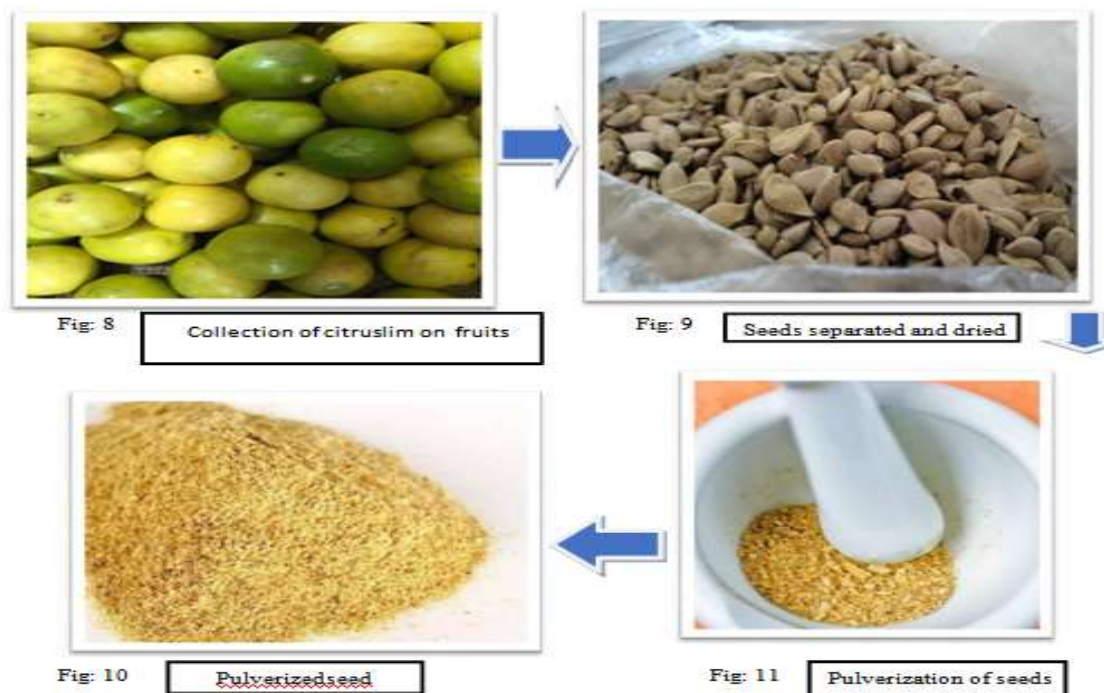 Fig: 8
Collection of citruslim on fruits
Fig: 9
Seeds separated and dried
Fig: 10
Pulverizedseed
Fig: 11
Pulverization of seeds